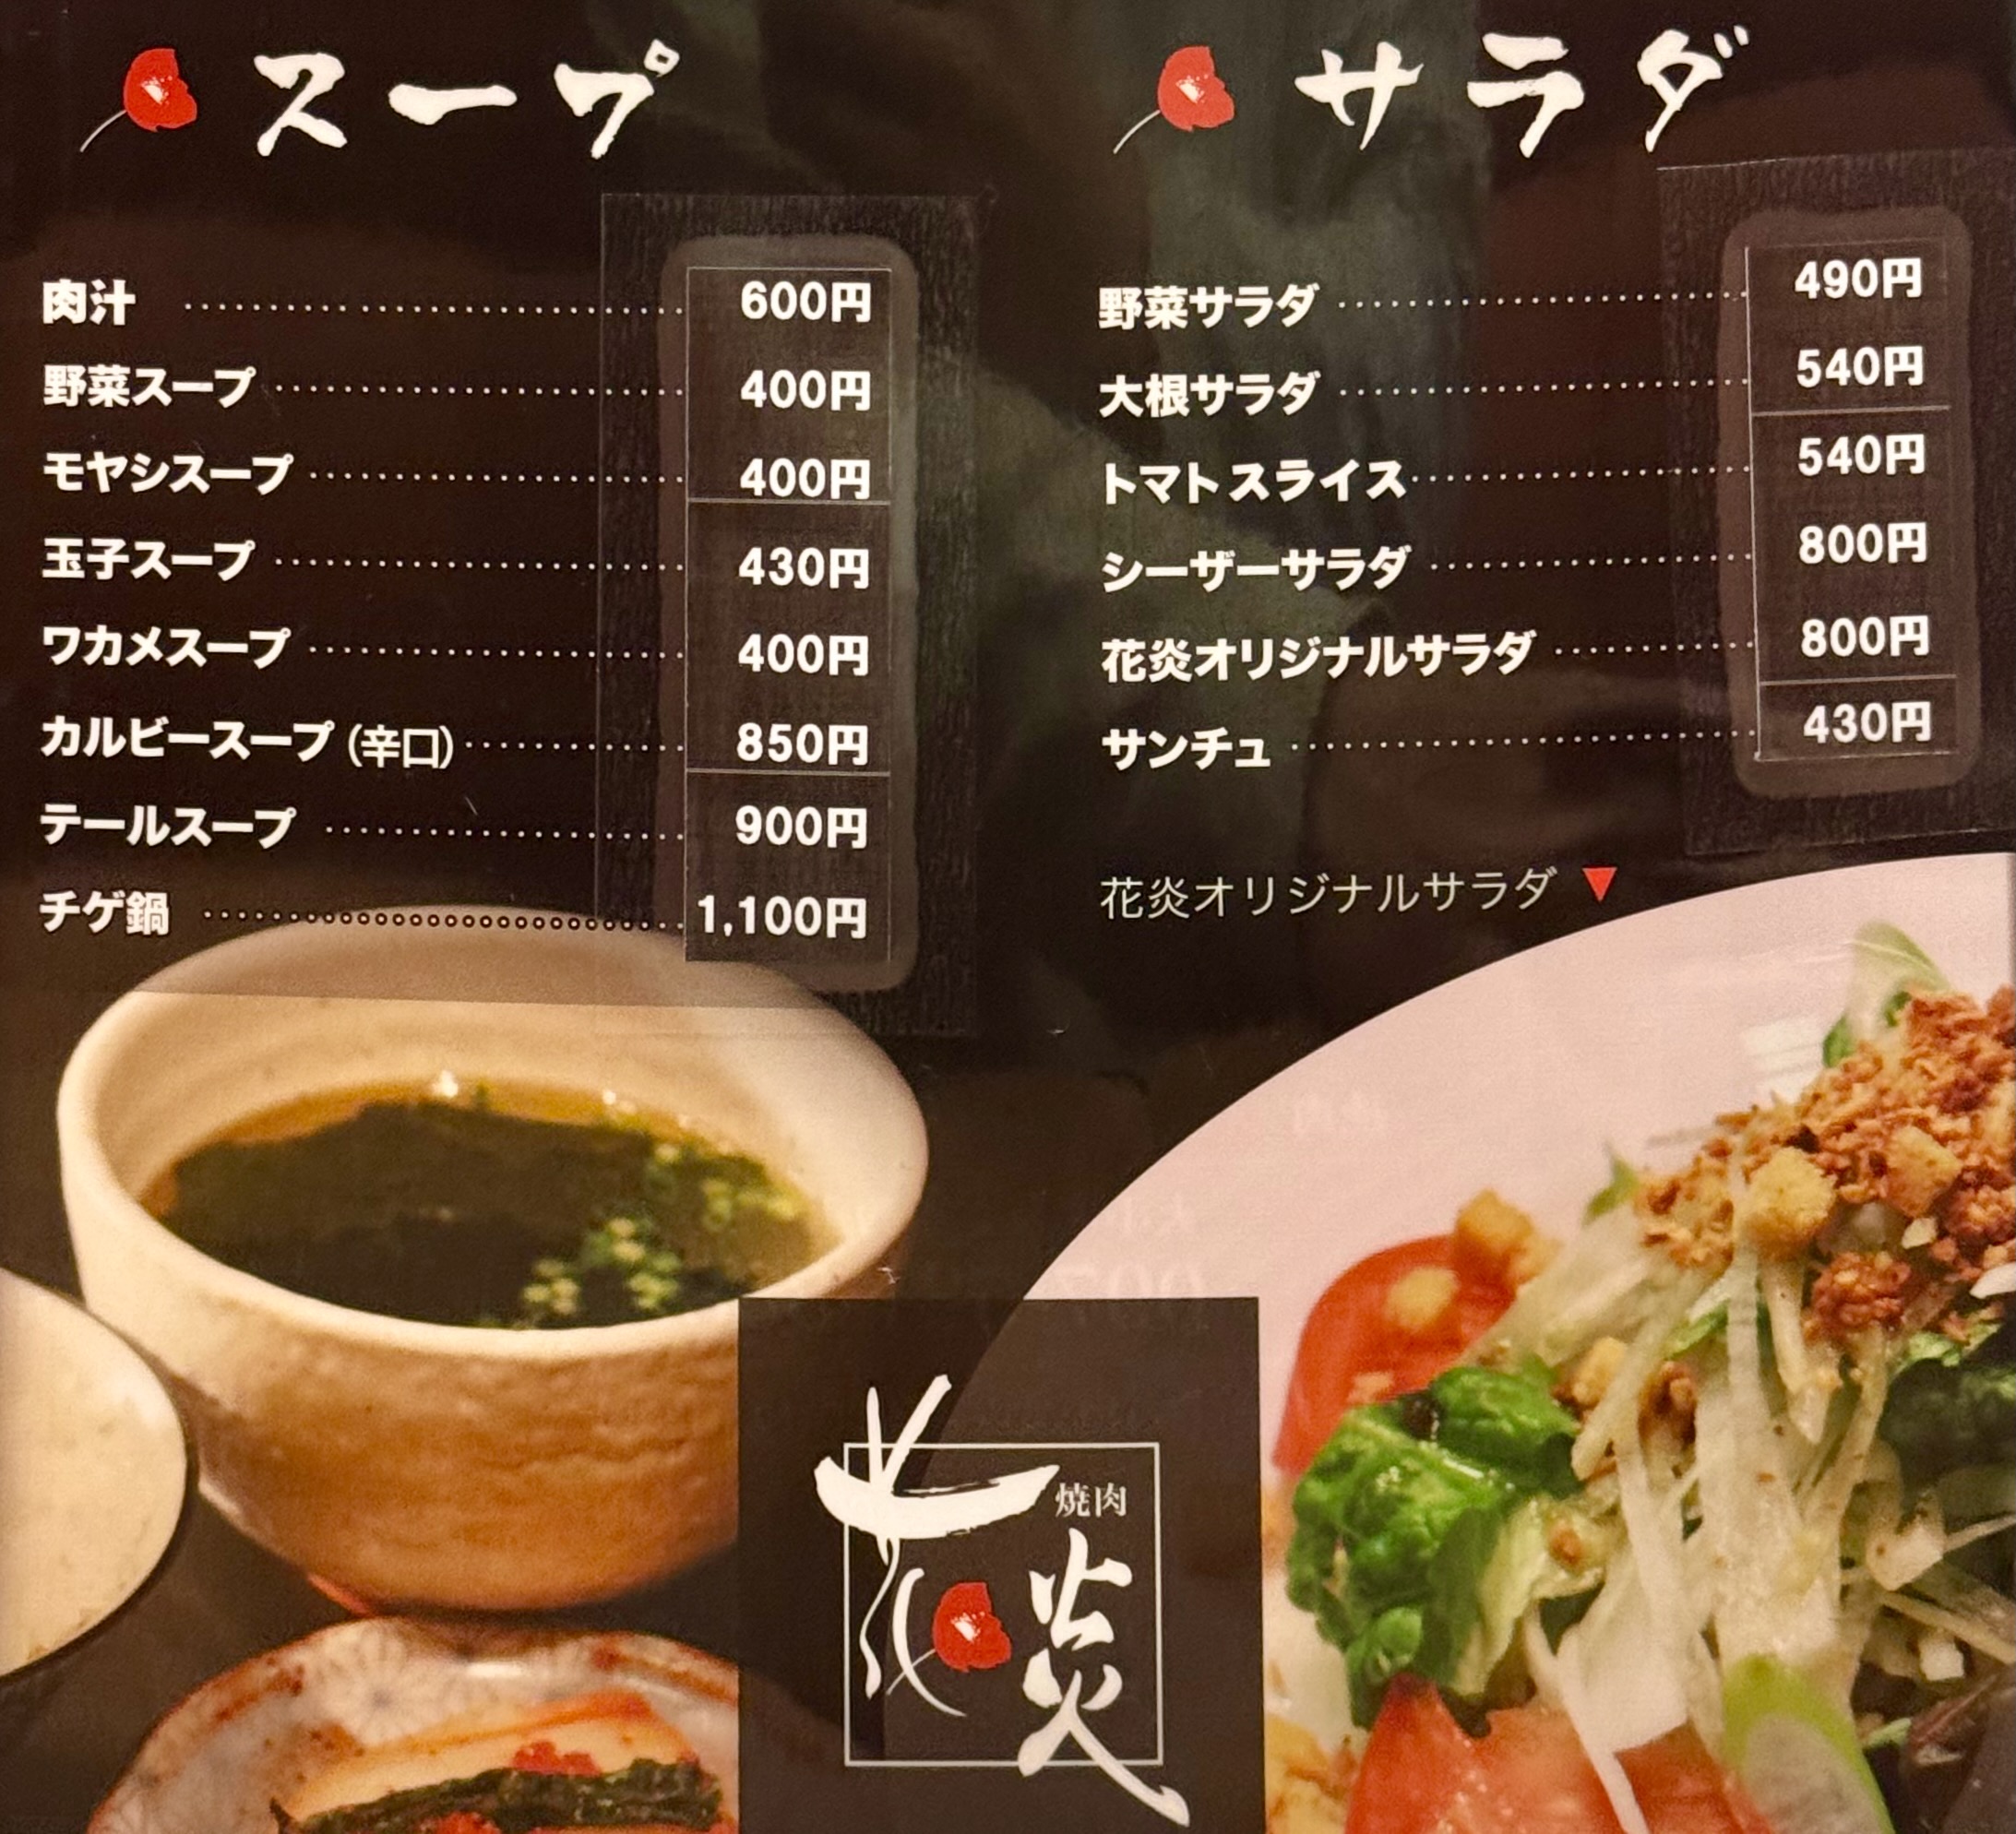 スープ
肉汁 600円
野菜スープ 400円
モヤシスープ 400円
玉子スープ 430円
ワカメスープ 400円
カルビースープ (辛口) 850円
テールスープ 900円
チゲ鍋 1,100円
サラダ
野菜サラダ 490円
大根サラダ 540円
トマトスライス 540円
シーザーサラダ 800円
花炎オリジナルサラダ 800円
サンチュ 430円
花炎オリジナルサラダ▼
焼肉
花炎